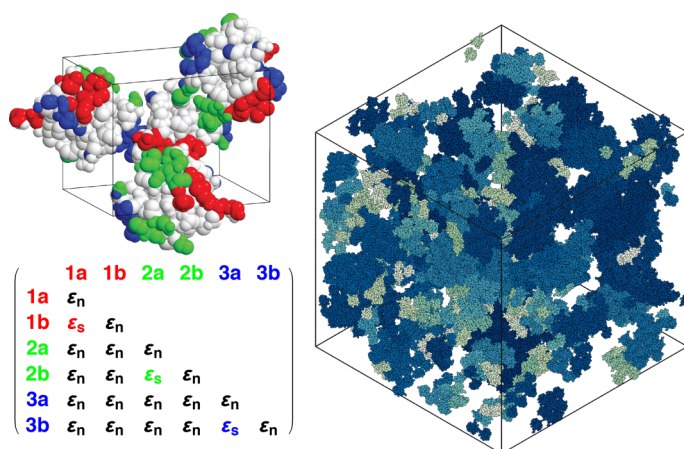 1a 1b 2a 2b 3a 3b
1a εn
1b εs εn
2a εn εn εn
2b εn εn εs εn
3a εn εn εn εn εn
3b εn εn εn εn εs εn